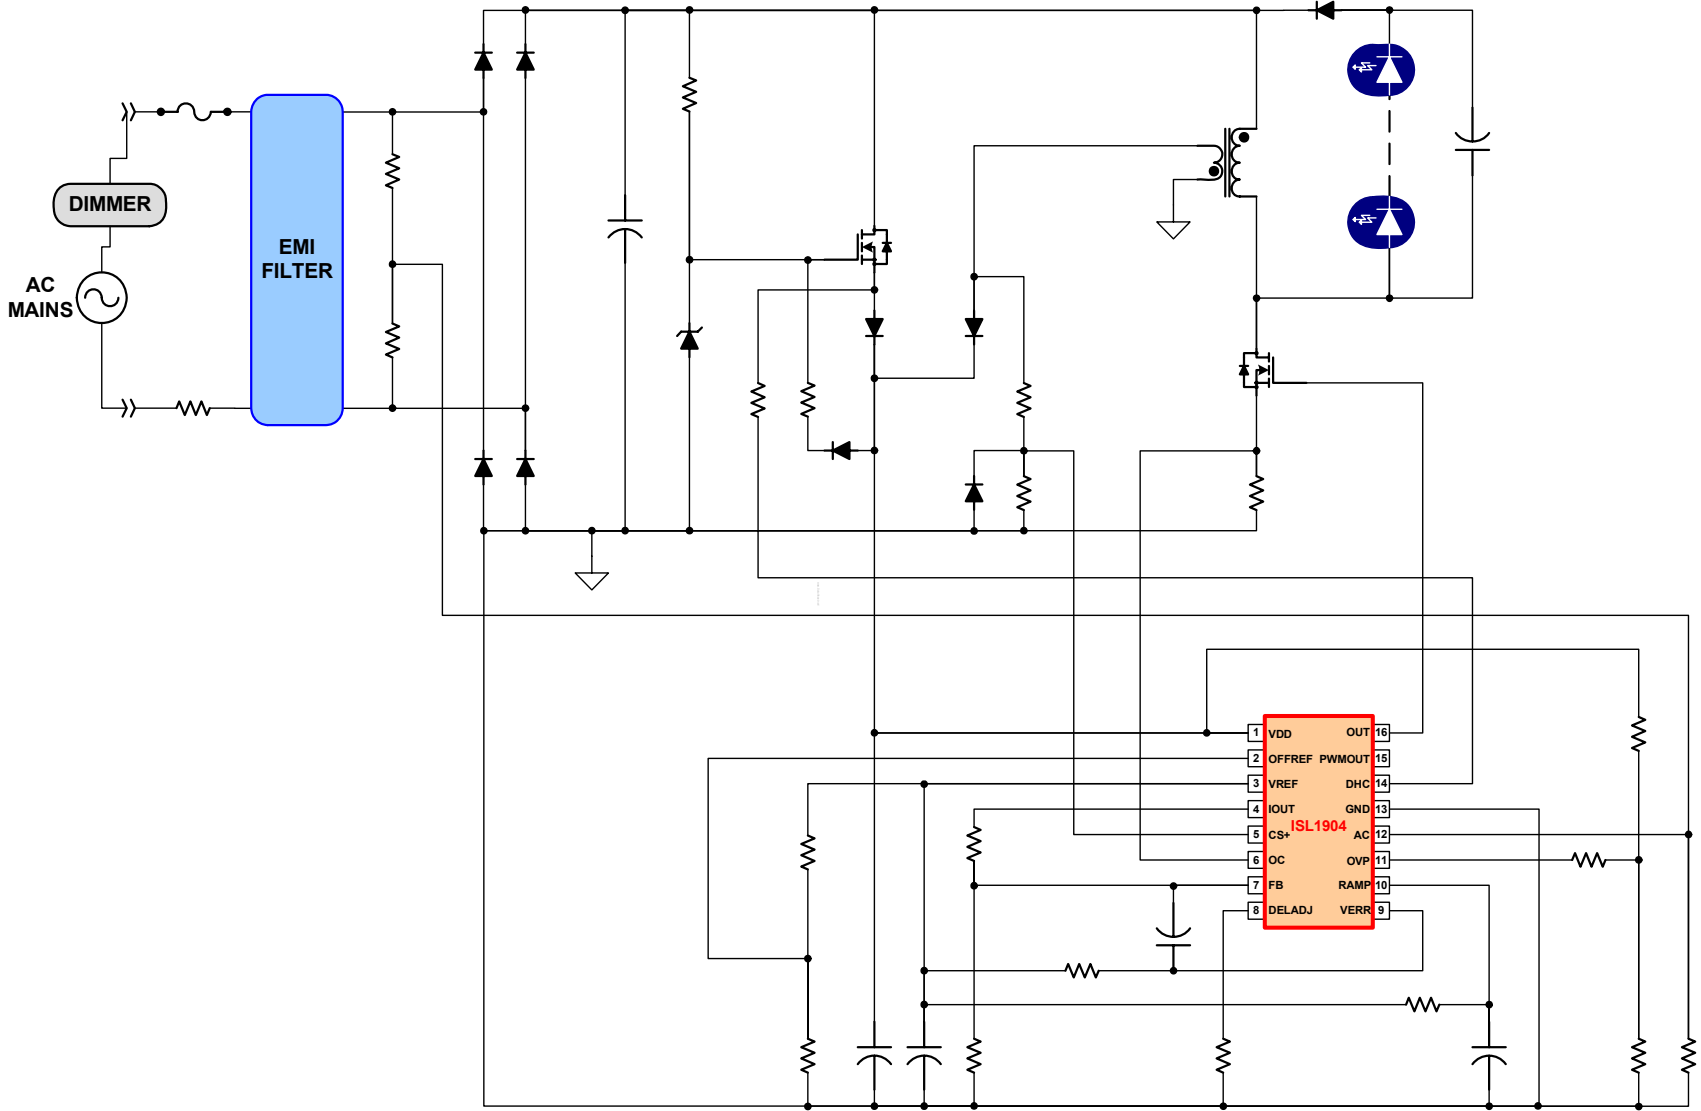 DIMMER
AC
MAINS
EMI
FILTER
1 VDD OUT 16
2 OFFREF PWMOUT 15
3 VREF DHC 14
4 IOUT GND 13
ISL1904
5 CS+ AC 12
6 OC OVP 11
7 FB RAMP 10
8 DELADJ VERR 9